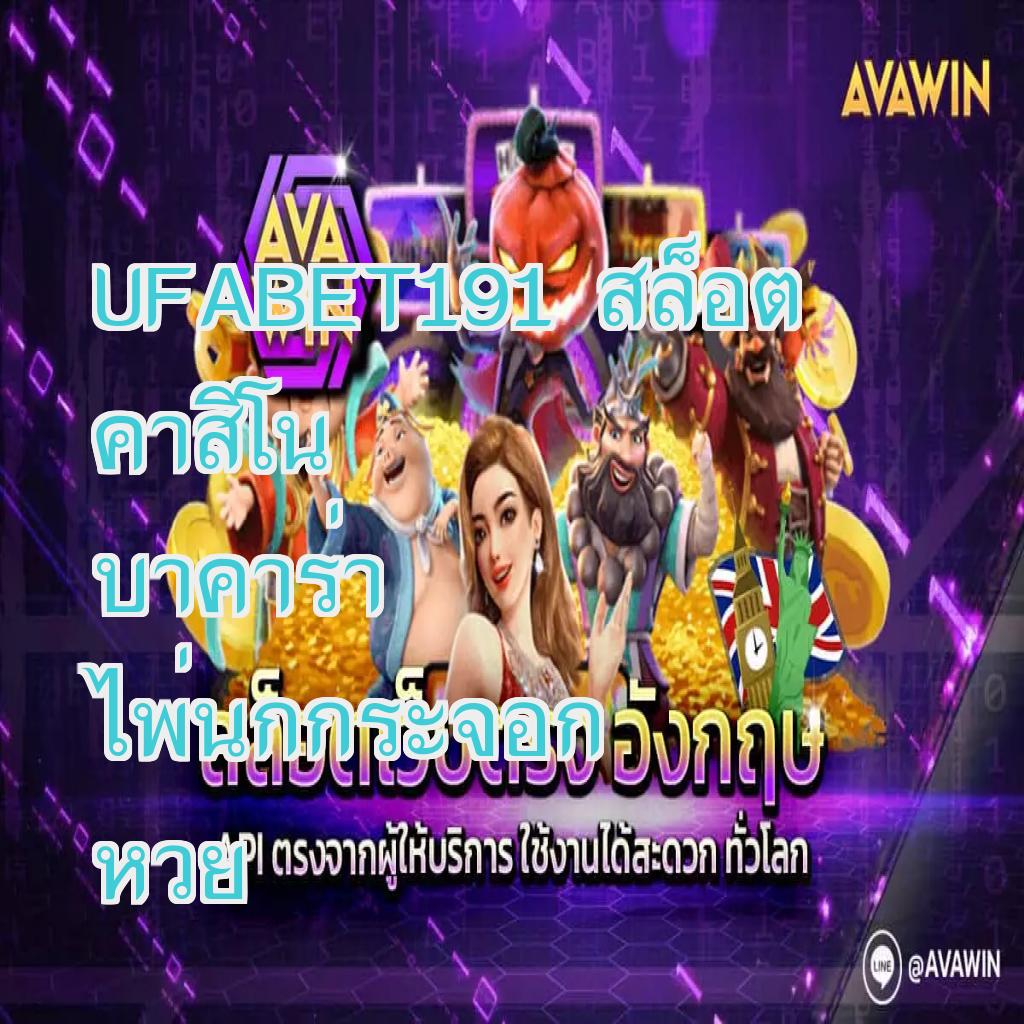 AVAWIN
AVA
WIN
UFABET191 สล็อต
คาสิโน
บาคาร่า
ไพ่นกกระจอก
อังกฤษ
หวย
API ตรงจากผู้ให้บริการ ใช้งานได้สะดวก ทั่วโลก
LINE @AVAWIN